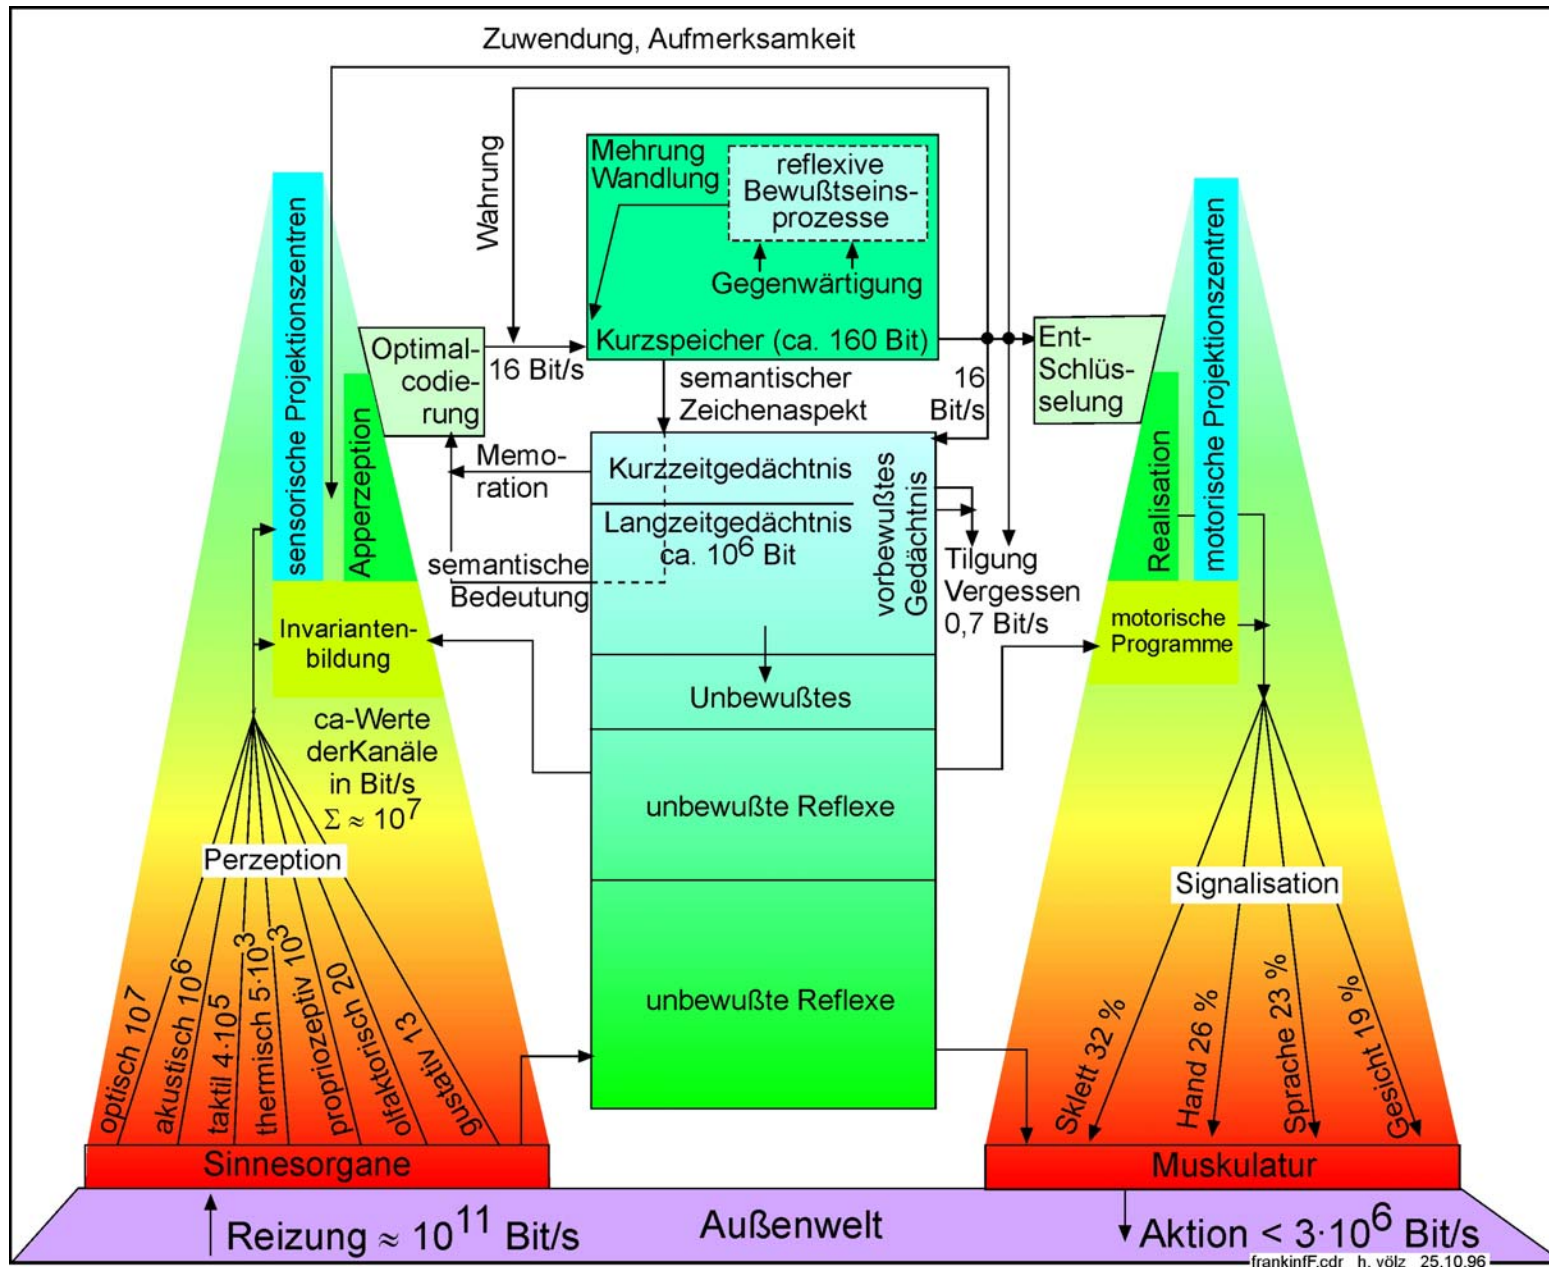 Zuwendung, Aufmerksamkeit
Wahrung
Mehrung
Wandlung
reflexive
Bewußtseins-
prozesse
Gegenwärtigung
Kurzspeicher (ca. 160 Bit)
sensorische Projektionszentren
Apperzeption
Optimal-
codie-
rung
16 Bit/s
semantischer
Zeichenaspekt
16
Bit/s
Ent-
Schlüs-
selung
Realisation
motorische Projektionszentren
Memo-
ration
Kurzzeitgedächtnis
Langzeitgedächtnis
ca. 10⁶ Bit
vorbewußtes
Gedächtnis
semantische
Bedeutung
Tilgung
Vergessen
0,7 Bit/s
Invarianten-
bildung
motorische
Programme
Unbewußtes
ca-Werte
derKanäle
in Bit/s
Σ ≈ 10⁷
unbewußte Reflexe
Perzeption
Signalisation
optisch 10⁷
akustisch 10⁶
taktil 4·10⁵
thermisch 5·10³
propriozeptiv 10³
olfaktorisch 20
gustativ 13
unbewußte Reflexe
Sklett 32 %
Hand 26 %
Sprache 23 %
Gesicht 19 %
Sinnesorgane
Muskulatur
Reizung ≈ 10¹¹ Bit/s
Außenwelt
Aktion < 3·10⁶ Bit/s
frankinfF.cdr h. völz 25.10.96